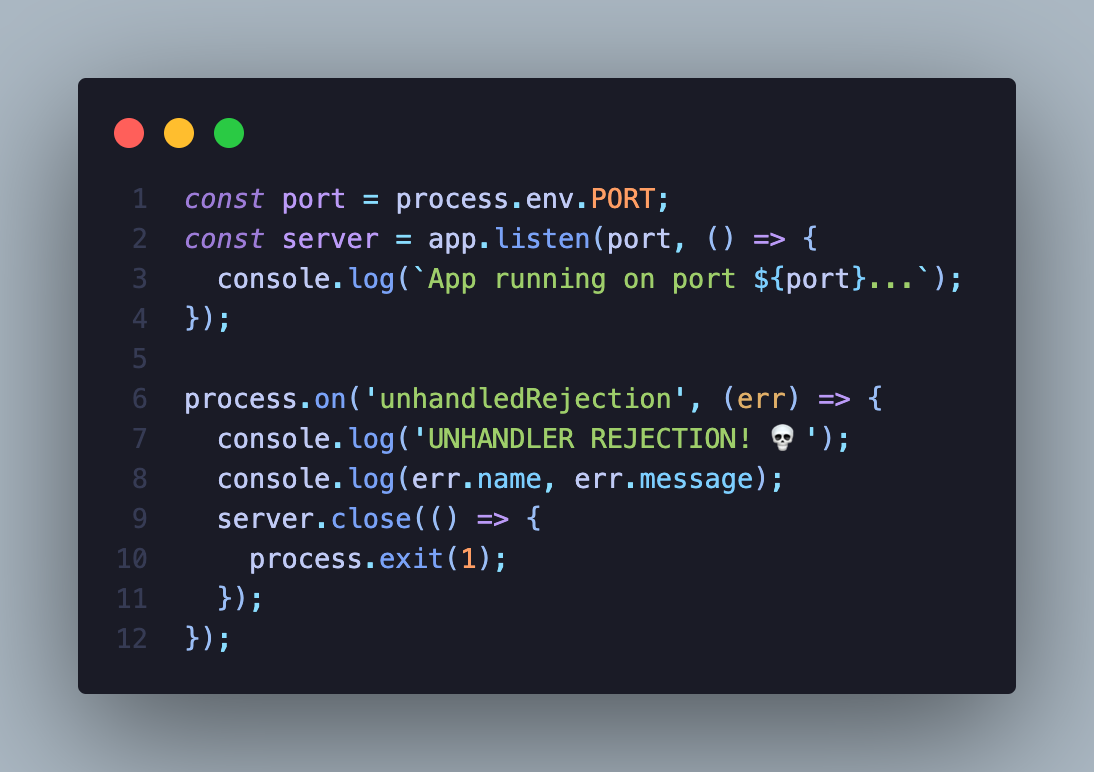 1 const port = process.env.PORT;
2 const server = app.listen(port, () => {
3   console.log(`App running on port ${port}...`);
4 });
5
6 process.on('unhandledRejection', (err) => {
7   console.log('UNHANDLER REJECTION! 💀 ');
8   console.log(err.name, err.message);
9   server.close(() => {
10     process.exit(1);
11   });
12 });